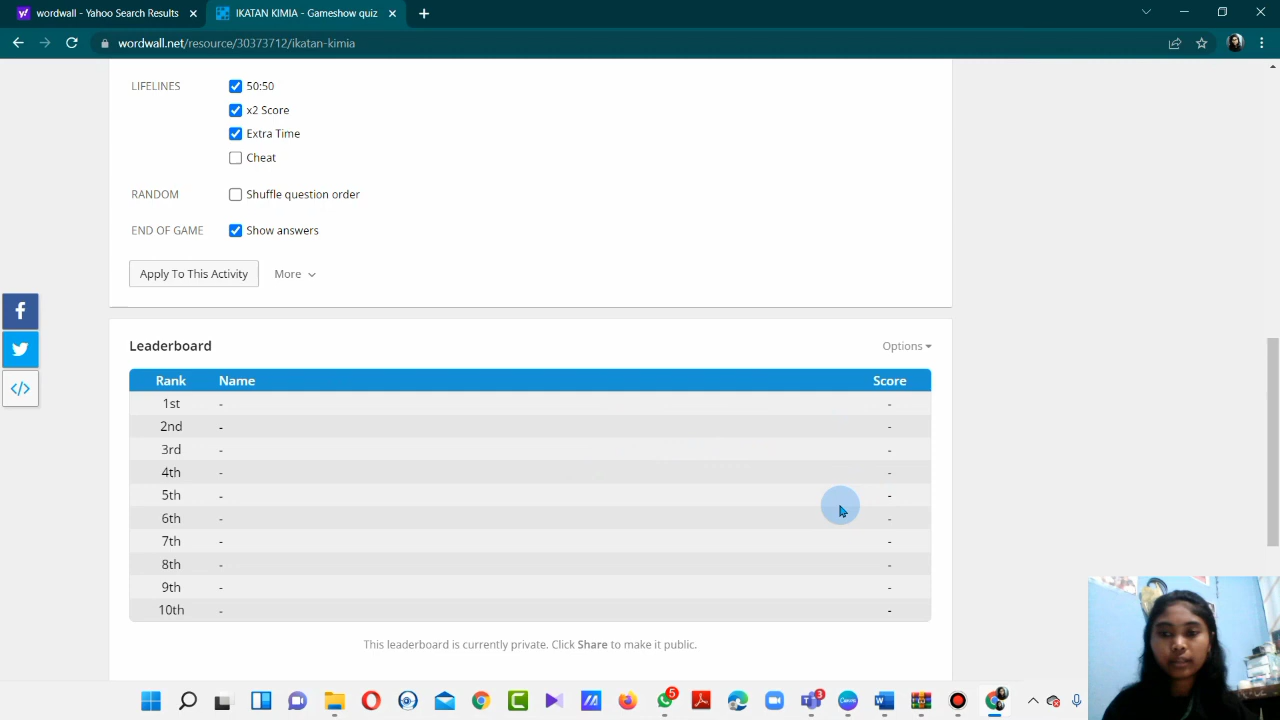 wordwall - Yahoo Search Results
IKATAN KIMIA - Gameshow quiz
wordwall.net/resource/30373712/ikatan-kimia
LIFELINES
50:50
x2 Score
Extra Time
Cheat
RANDOM
Shuffle question order
END OF GAME
Show answers
Apply To This Activity
More
Leaderboard
Options
Rank Name Score
1st - -
2nd - -
3rd - -
4th - -
5th - -
6th - -
7th - -
8th - -
9th - -
10th - -
This leaderboard is currently private. Click Share to make it public.
5
3